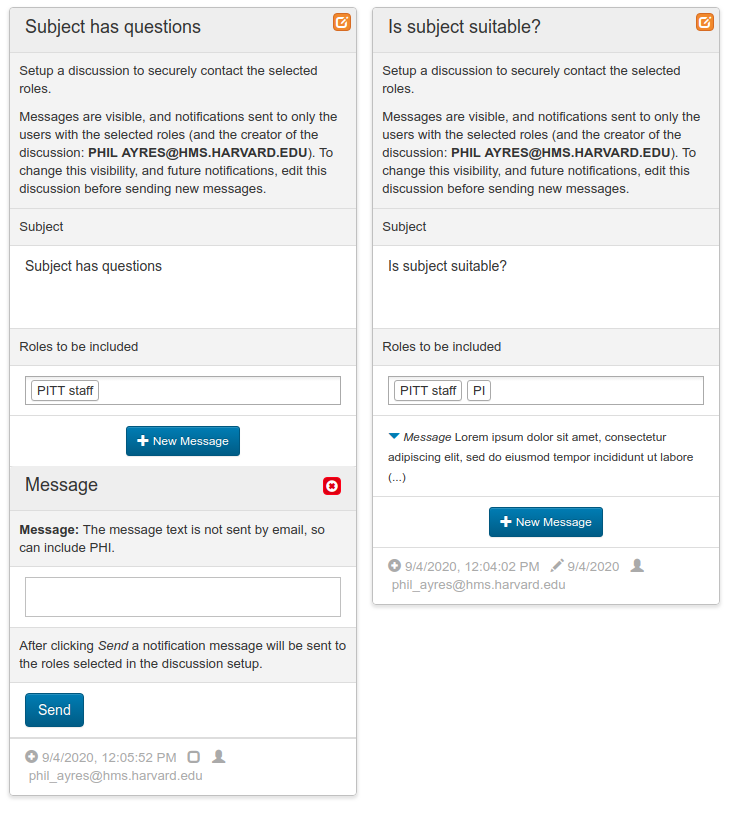 Subject has questions
Setup a discussion to securely contact the selected
roles.
Messages are visible, and notifications sent to only the
users with the selected roles (and the creator of the
discussion: PHIL AYRES@HMS.HARVARD.EDU). To
change this visibility, and future notifications, edit this
discussion before sending new messages.
Subject
Subject has questions
Roles to be included
PITT staff
New Message
Message
Message: The message text is not sent by email, so
can include PHI.
After clicking Send a notification message will be sent to
the roles selected in the discussion setup.
Send
9/4/2020, 12:05:52 PM
phil_ayres@hms.harvard.edu
Is subject suitable?
Setup a discussion to securely contact the selected
roles.
Messages are visible, and notifications sent to only the
users with the selected roles (and the creator of the
discussion: PHIL AYRES@HMS.HARVARD.EDU). To
change this visibility, and future notifications, edit this
discussion before sending new messages.
Subject
Is subject suitable?
Roles to be included
PITT staff PI
Message Lorem ipsum dolor sit amet, consectetur
adipiscing elit, sed do eiusmod tempor incididunt ut labore
(...)
New Message
9/4/2020, 12:04:02 PM 9/4/2020
phil_ayres@hms.harvard.edu